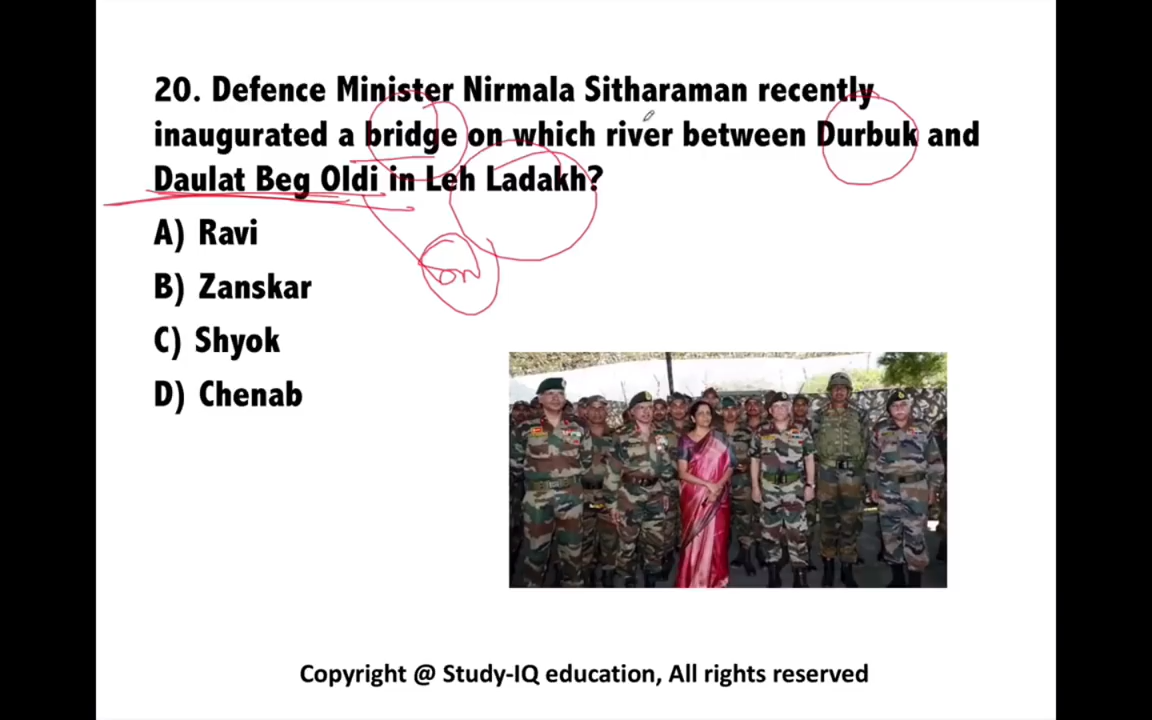 20. Defence Minister Nirmala Sitharaman recently
inaugurated a bridge on which river between Durbuk and
Daulat Beg Oldi in Leh Ladakh?
A) Ravi
on
B) Zanskar
C) Shyok
D) Chenab
Copyright @ Study-IQ education, All rights reserved